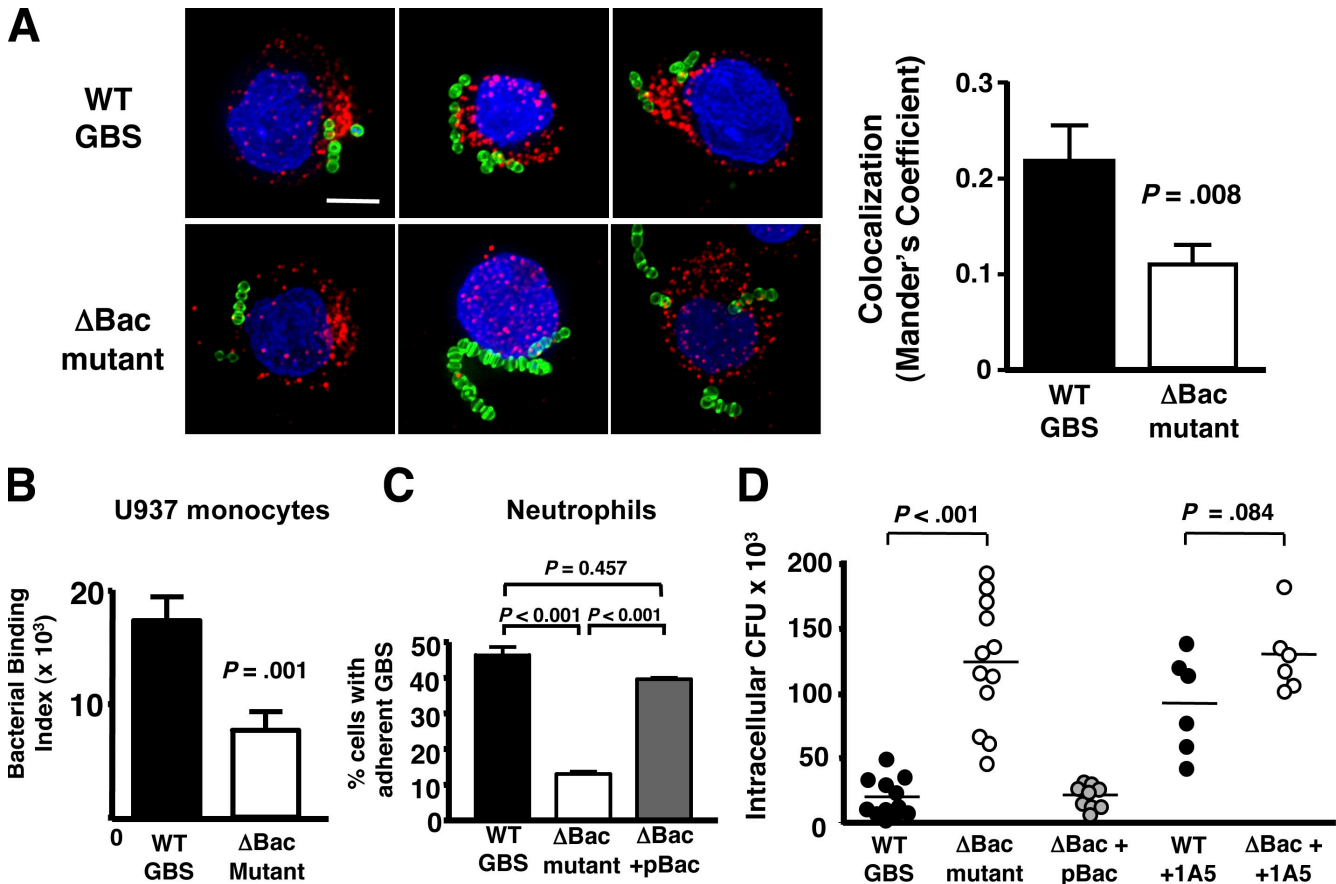 A
WT
GBS
ΔBac
mutant
Colocalization
(Mander's Coefficient)
0.3
0.2
0.1
0
P = .008
WT
GBS
ΔBac
mutant
B
U937 monocytes
Bacterial Binding
Index (x 10³)
20
10
0
P = .001
WT
GBS
ΔBac
Mutant
C
Neutrophils
% cells with
adherent GBS
50
40
30
20
10
0
P = 0.457
P < 0.001
P < 0.001
WT
GBS
ΔBac
mutant
ΔBac
+pBac
D
Intracellular CFU x 10³
200
150
100
50
0
P < .001
P = .084
WT
GBS
ΔBac
mutant
ΔBac +
pBac
WT
+1A5
ΔBac +
+1A5